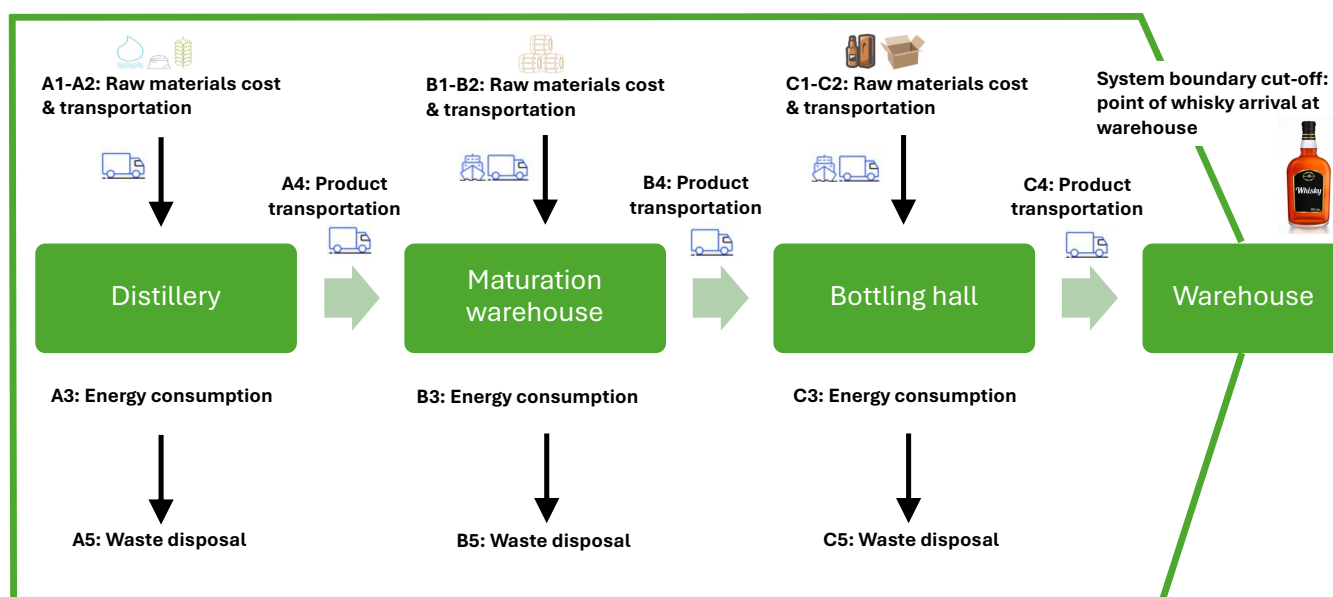 A1-A2: Raw materials cost
& transportation
B1-B2: Raw materials cost
& transportation
C1-C2: Raw materials cost
& transportation
System boundary cut-off:
point of whisky arrival at
warehouse
A4: Product
transportation
B4: Product
transportation
C4: Product
transportation
Whisky
Distillery
Maturation
warehouse
Bottling hall
Warehouse
A3: Energy consumption
B3: Energy consumption
C3: Energy consumption
A5: Waste disposal
B5: Waste disposal
C5: Waste disposal